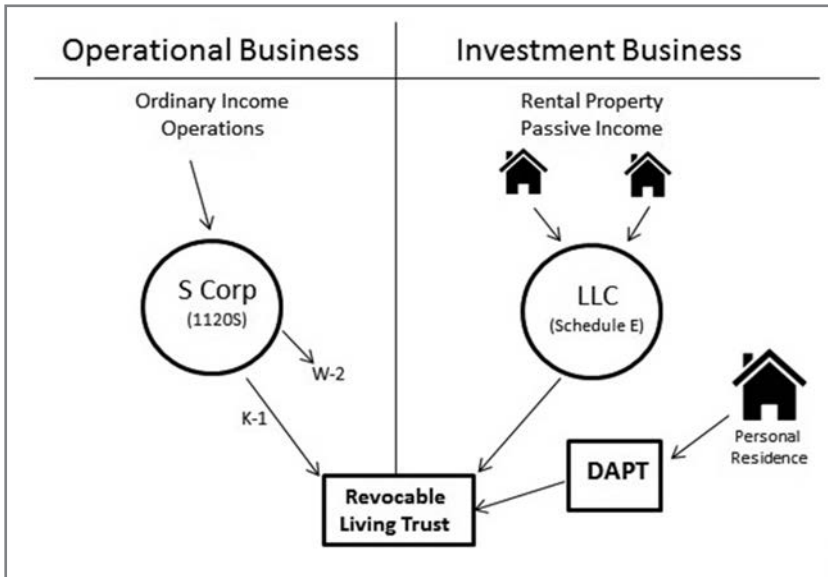 Operational Business
Investment Business
Ordinary Income
Operations
Rental Property
Passive Income
S Corp
(1120S)
LLC
(Schedule E)
W-2
K-1
Personal
Residence
DAPT
Revocable
Living Trust